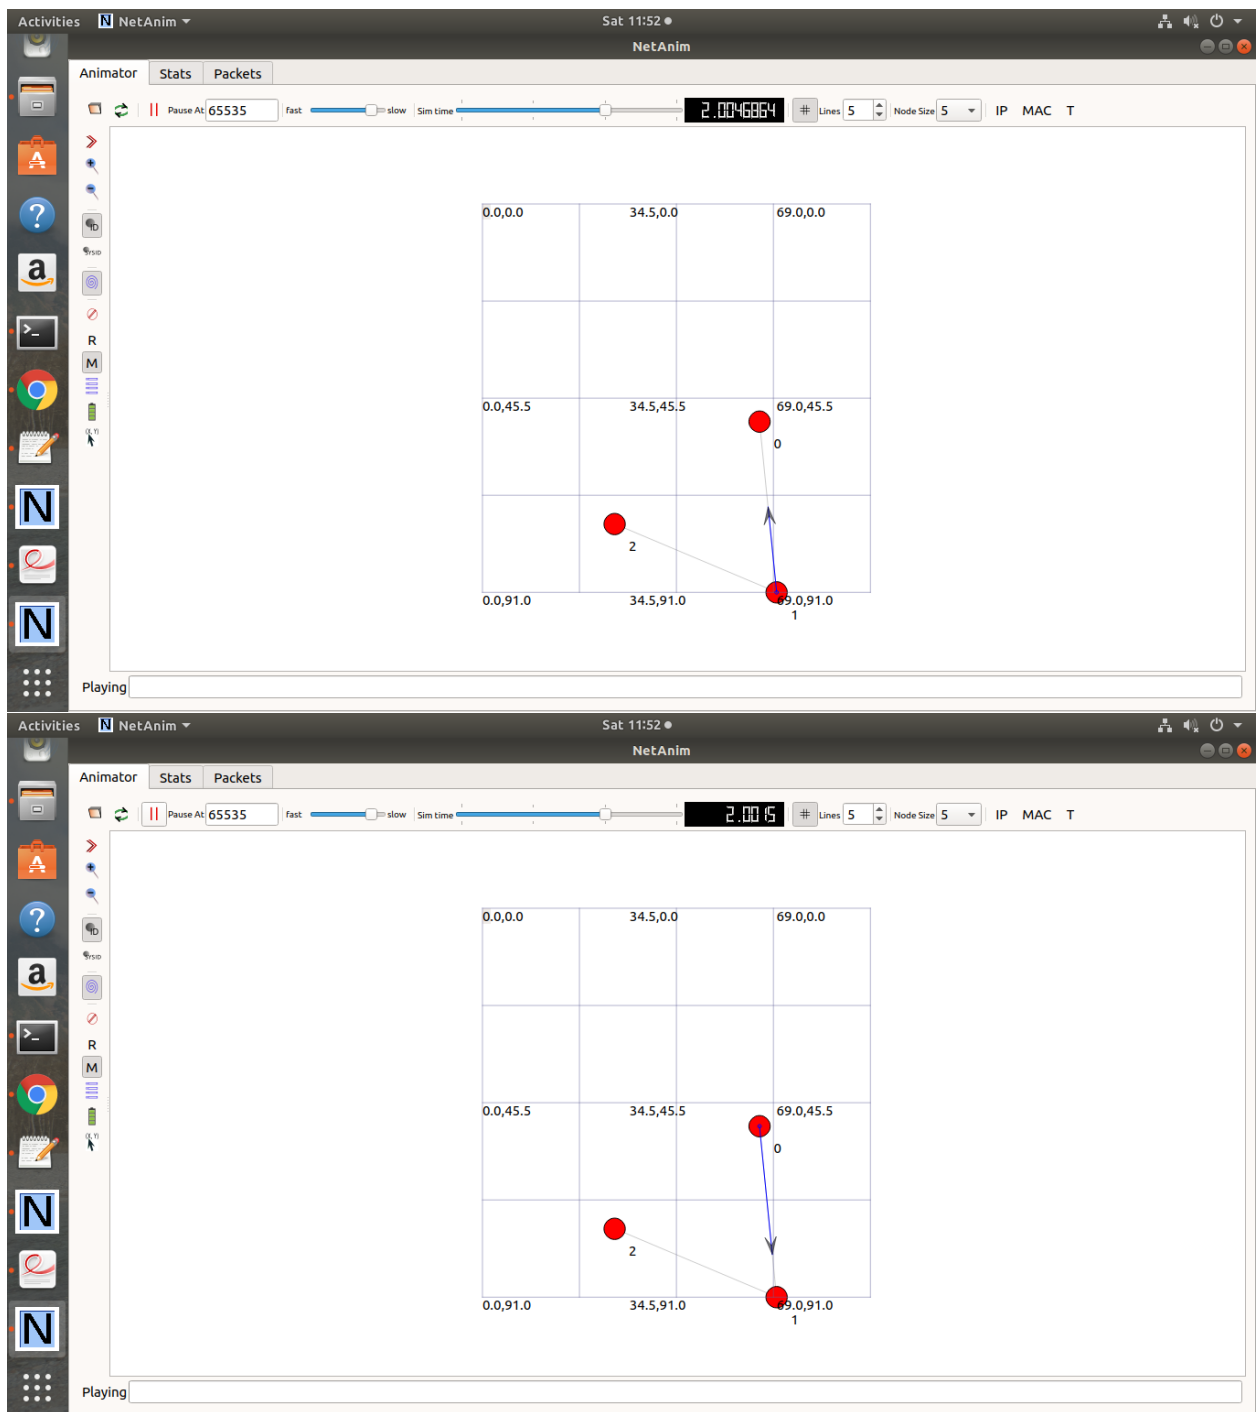 Activities NetAnim Sat 11:52
NetAnim
Animator Stats Packets
Pause At 65535 fast slow Sim time 2.0046864 # Lines 5 Node Size 5 IP MAC T
ID
SYSID
R
M
(X,Y)
0.0,0.0 34.5,0.0 69.0,0.0
0.0,45.5 34.5,45.5 69.0,45.5
0
2
0.0,91.0 34.5,91.0 69.0,91.0
1
Playing
Activities NetAnim Sat 11:52
NetAnim
Animator Stats Packets
Pause At 65535 fast slow Sim time 2.0015 # Lines 5 Node Size 5 IP MAC T
ID
SYSID
R
M
(X,Y)
0.0,0.0 34.5,0.0 69.0,0.0
0.0,45.5 34.5,45.5 69.0,45.5
0
2
0.0,91.0 34.5,91.0 69.0,91.0
1
Playing